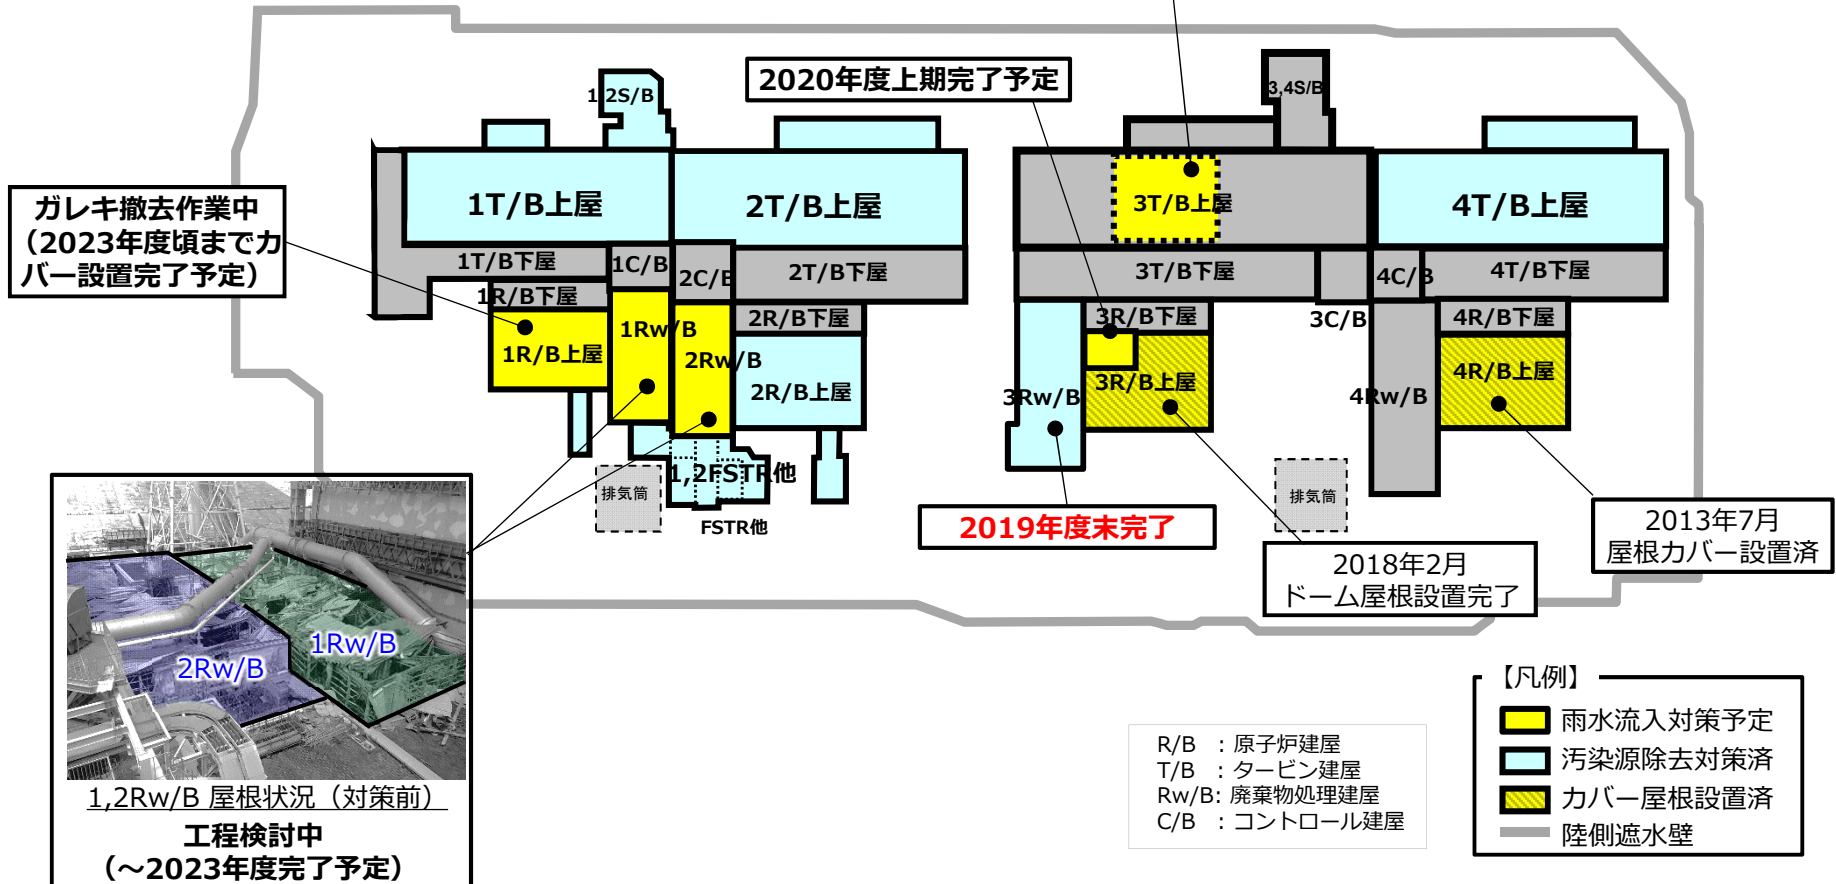 2020年度上期完了予定
1,2S/B
3,4S/B
1T/B上屋
2T/B上屋
3T/B上屋
4T/B上屋
ガレキ撤去作業中
（2023年度頃までカ
バー設置完了予定）
1T/B下屋
1C/B
2C/B
2T/B下屋
3T/B下屋
4C/B
4T/B下屋
1R/B下屋
1Rw/B
2R/B下屋
3R/B下屋
3C/B
4R/B下屋
1R/B上屋
2Rw/B
2R/B上屋
3Rw/B
3R/B上屋
4Rw/B
4R/B上屋
1,2FSTR他
排気筒
FSTR他
排気筒
2019年度末完了
2018年2月
ドーム屋根設置完了
2013年7月
屋根カバー設置済
1Rw/B
2Rw/B
1,2Rw/B 屋根状況（対策前）
工程検討中
（～2023年度完了予定）
R/B ：原子炉建屋
T/B ：タービン建屋
Rw/B：廃棄物処理建屋
C/B ：コントロール建屋
【凡例】
雨水流入対策予定
汚染源除去対策済
カバー屋根設置済
陸側遮水壁